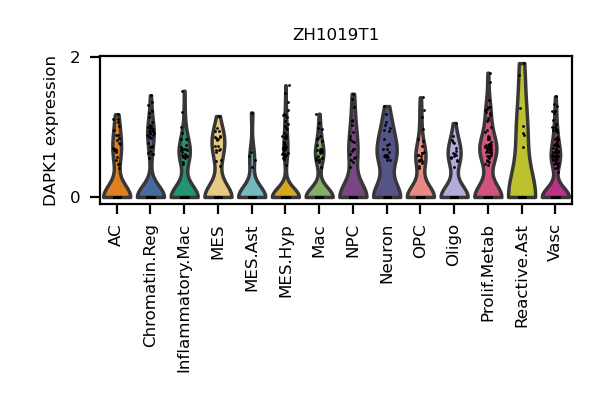 ZH1019T1
DAPK1 expression
2
0
AC
Chromatin.Reg
Inflammatory.Mac
MES
MES.Ast
MES.Hyp
Mac
NPC
Neuron
OPC
Oligo
Prolif.Metab
Reactive.Ast
Vasc